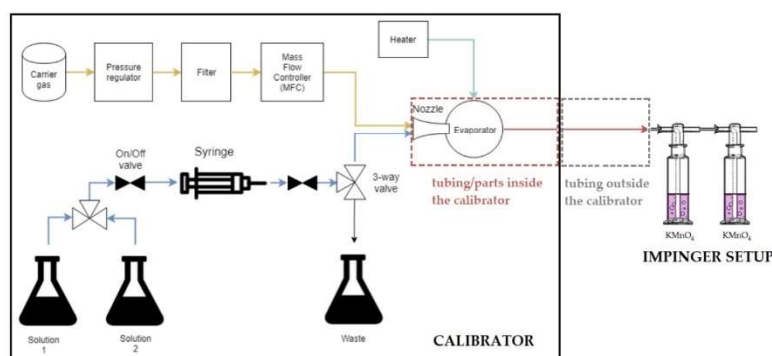 Heater
Carrier
gas
Pressure
regulator
Filter
Mass
Flow
Controller
(MFC)
Nozzle
Evaporator
On/Off
valve
Syringe
3-way
valve
tubing/parts inside
the calibrator
tubing outside
the calibrator
KMnO₄
KMnO₄
IMPINGER SETUP
Solution
1
Solution
2
Waste
CALIBRATOR